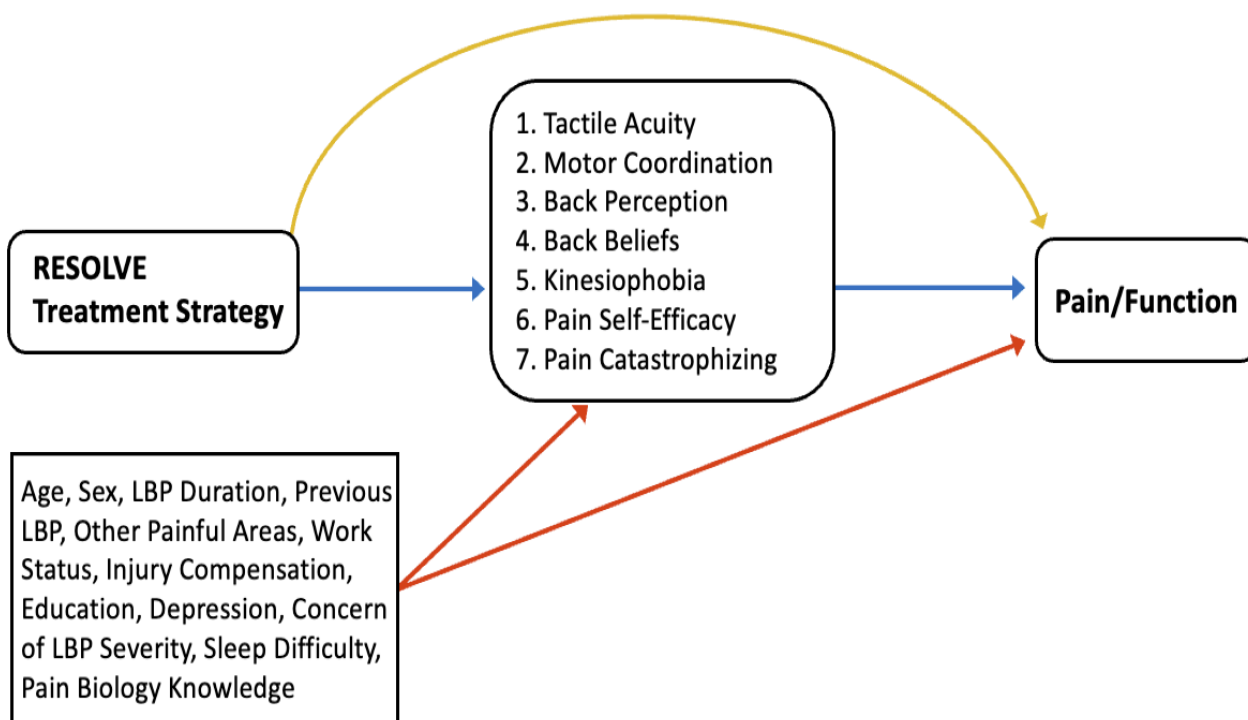 1. Tactile Acuity
2. Motor Coordination
3. Back Perception
4. Back Beliefs
5. Kinesiophobia
6. Pain Self-Efficacy
7. Pain Catastrophizing
RESOLVE
Treatment Strategy
Pain/Function
Age, Sex, LBP Duration, Previous
LBP, Other Painful Areas, Work
Status, Injury Compensation,
Education, Depression, Concern
of LBP Severity, Sleep Difficulty,
Pain Biology Knowledge